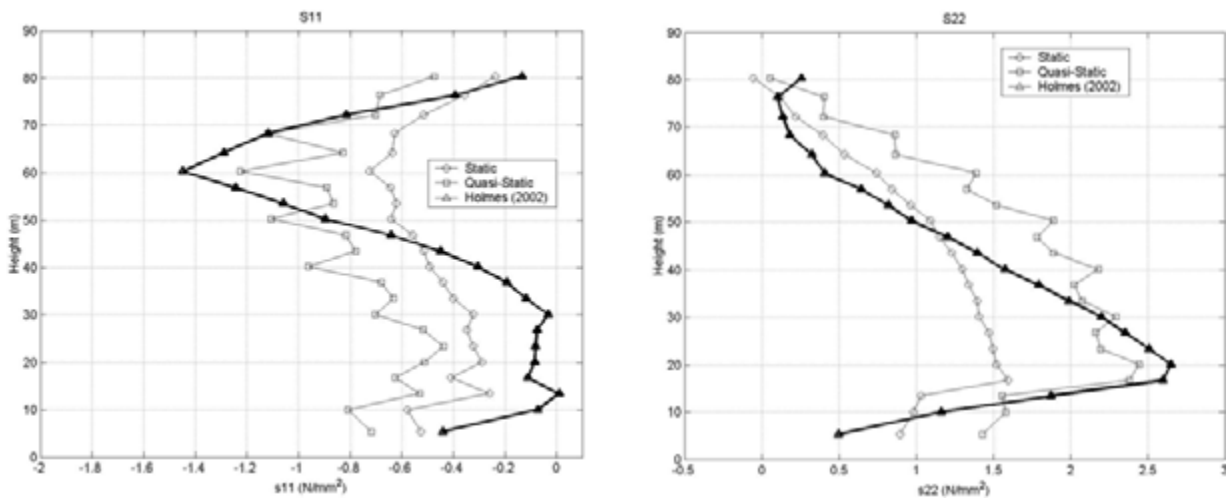 S11
90
80
70
60
50
40
30
20
10
0
Height (m)
Static
Quasi-Static
Holmes (2002)
-2 -1.8 -1.6 -1.4 -1.2 -1 -0.8 -0.6 -0.4 -0.2 0
s11 (N/mm²)
S22
90
80
70
60
50
40
30
20
10
0
Height (m)
Static
Quasi-Static
Holmes (2002)
-0.5 0 0.5 1 1.5 2 2.5 3
s22 (N/mm²)